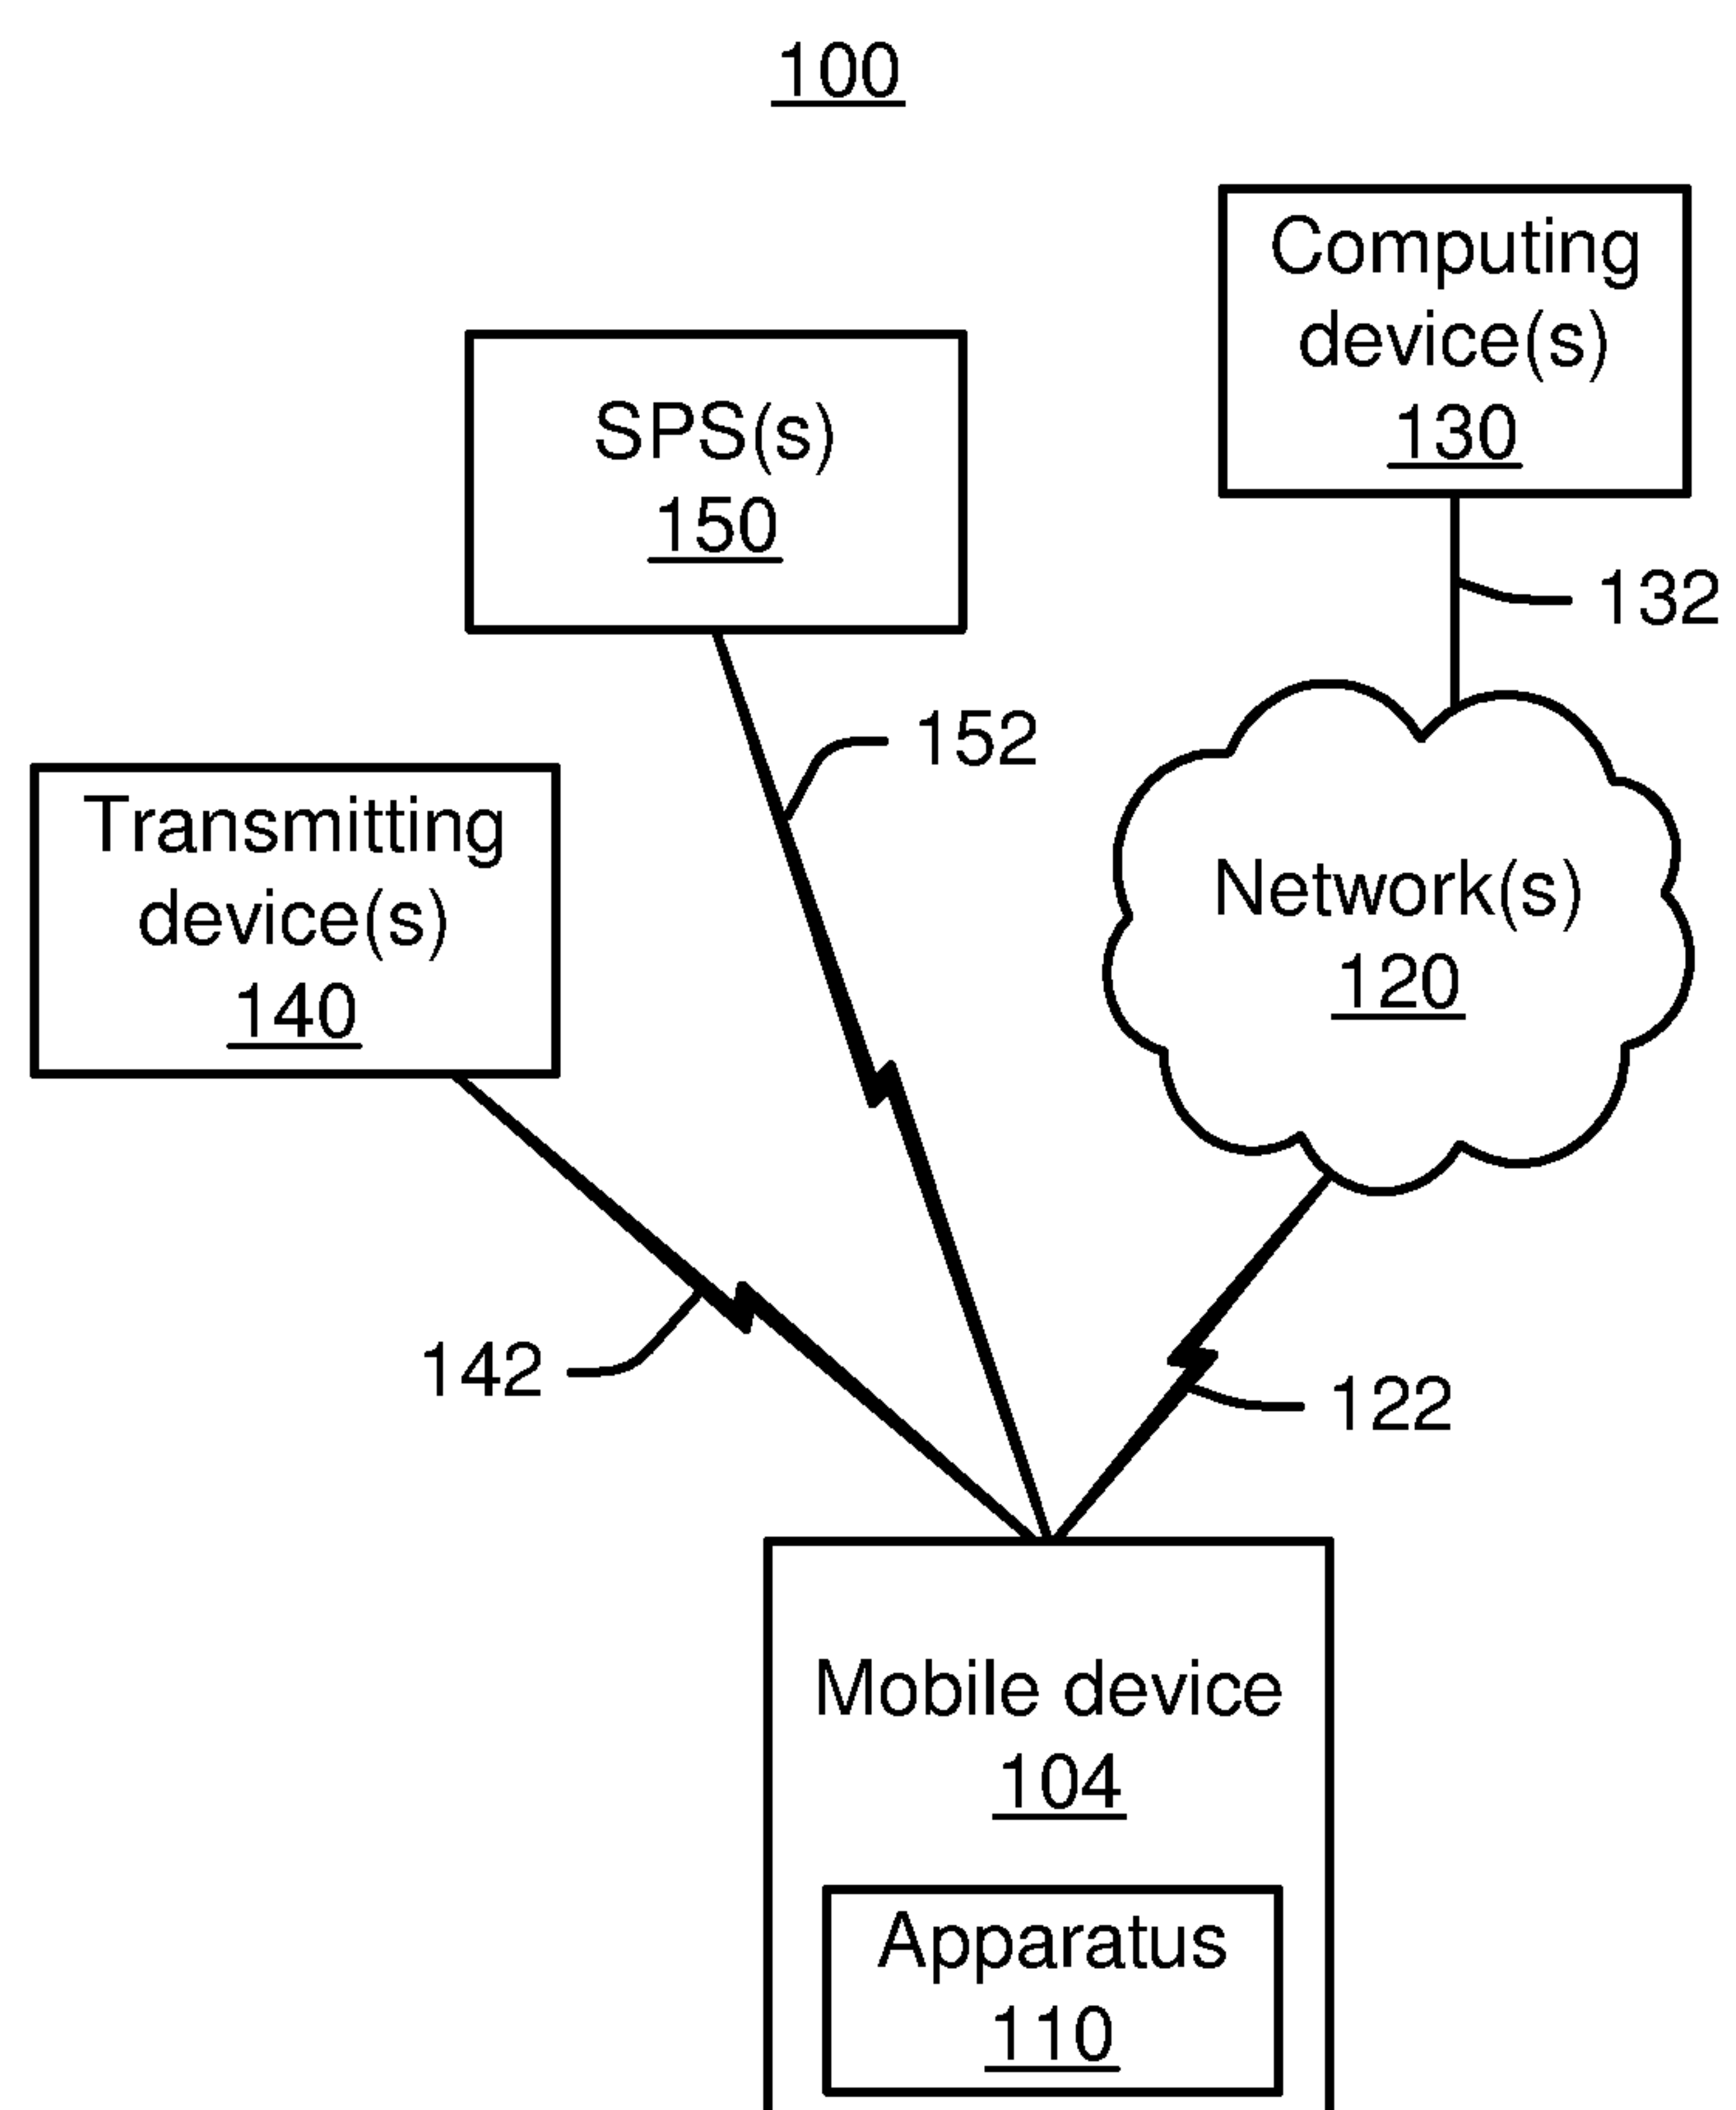 100
Computing
device(s)
130
SPS(s)
150
132
152
Transmitting
device(s)
140
Network(s)
120
142
122
Mobile device
104
Apparatus
110